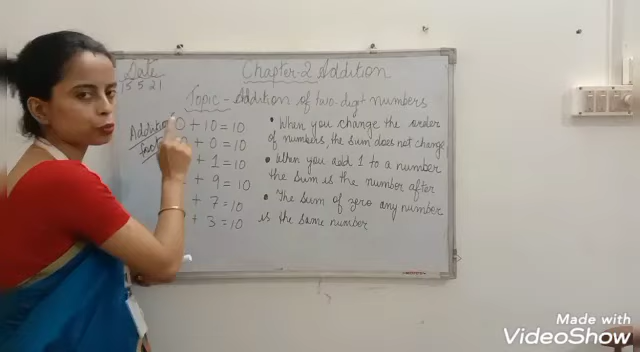 Date
15 5 21
Chapter-2 Addition
Topic - Addition of two-digit numbers
Addition
facts
0 + 10 = 10
+ 0 = 10
+ 1 = 10
+ 9 = 10
+ 7 = 10
+ 3 = 10
• When you change the order
of numbers, the sum does not change
• When you add 1 to a number
the sum is the number after
• The sum of zero any number
is the same number
Made with
VideoShow